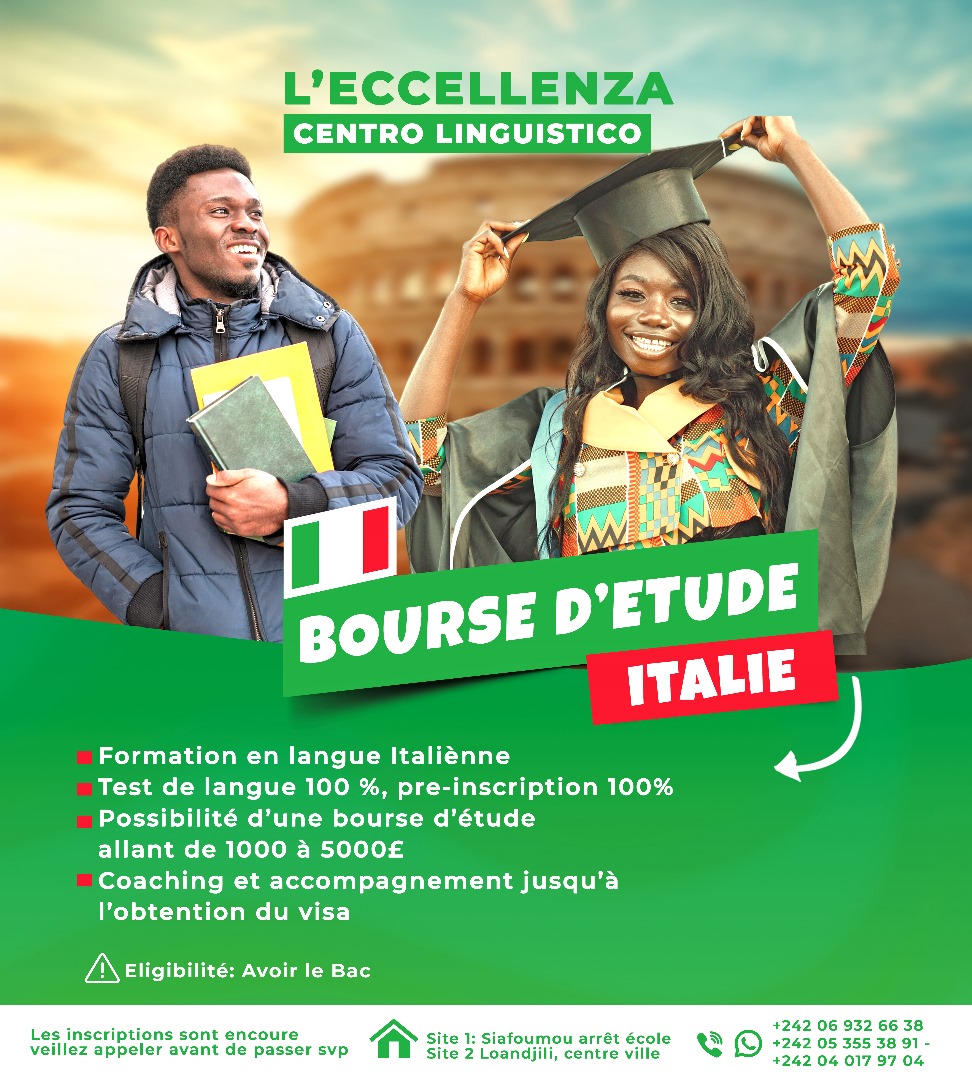 L'ECCELLENZA
CENTRO LINGUISTICO
BOURSE D'ETUDE
ITALIE
Formation en langue Italiènne
Test de langue 100 %, pre-inscription 100%
Possibilité d'une bourse d'étude
allant de 1000 à 5000£
Coaching et accompagnement jusqu'à
l'obtention du visa
Eligibilité: Avoir le Bac
Les inscriptions sont encoure
veillez appeler avant de passer svp
Site 1: Siafoumou arrêt école
Site 2 Loandjili, centre ville
+242 06 932 66 38
+242 05 355 38 91 -
+242 04 017 97 04